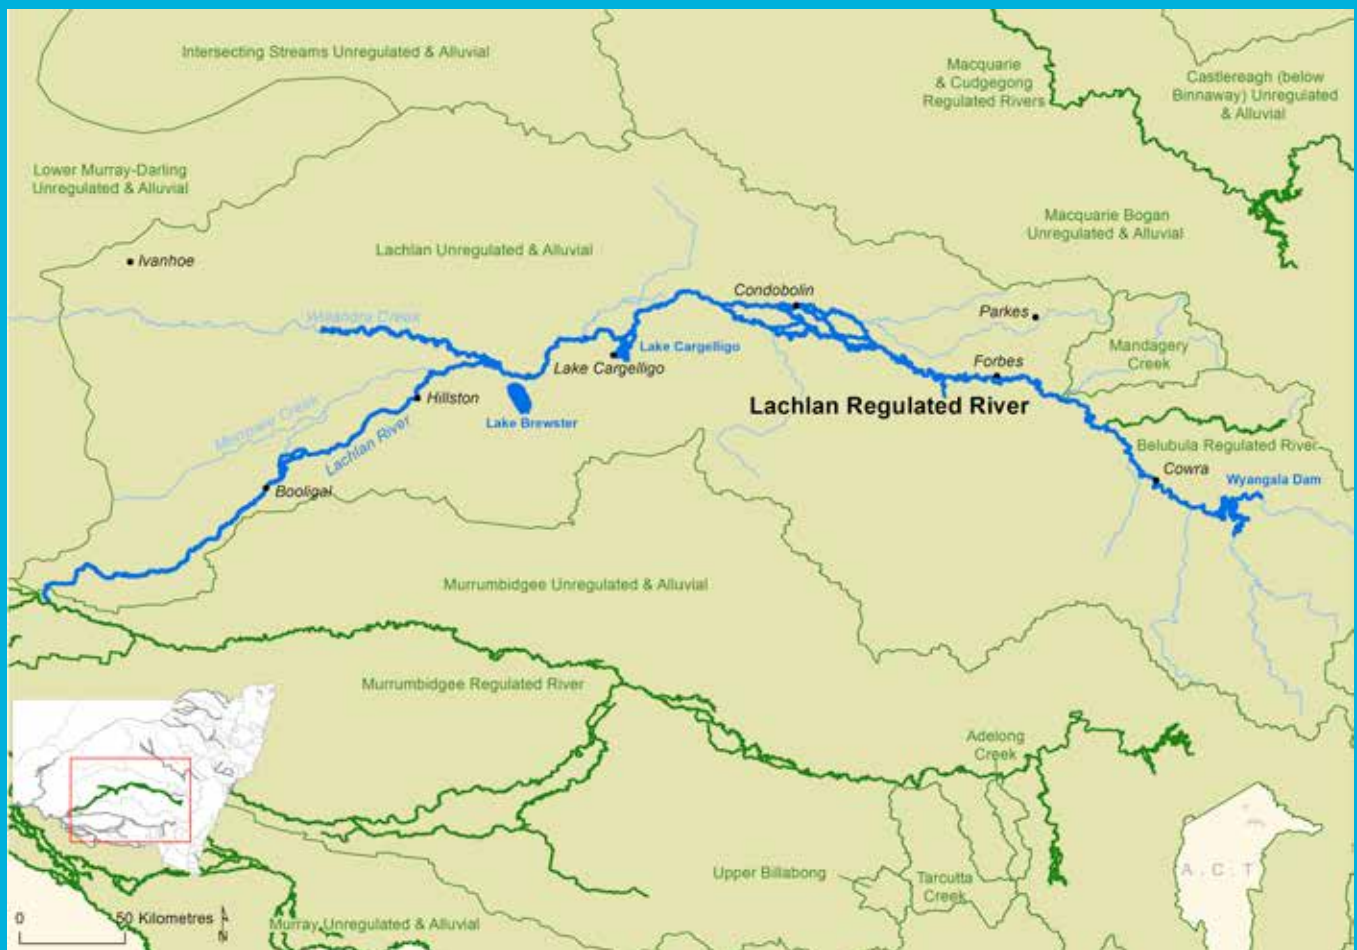 Intersecting Streams Unregulated & Alluvial
Macquarie
& Cudgegong
Regulated Rivers
Castlereagh (below
Binnaway) Unregulated
& Alluvial
Lower Murray-Darling
Unregulated & Alluvial
Macquarie Bogan
Unregulated & Alluvial
Lachlan Unregulated & Alluvial
Ivanhoe
Condobolin
Parkes
Willandra Creek
Lake Cargelligo
Mandagery
Creek
Lake Cargelligo
Forbes
Hillston
Lachlan Regulated River
Merrowie Creek
Lake Brewster
Lachlan River
Belubula Regulated River
Cowra
Wyangala Dam
Booligal
Murrumbidgee Unregulated & Alluvial
Murrumbidgee Regulated River
Adelong
Creek
Upper Billabong
Tarcutta
Creek
A.C.T
0 50 Kilometres
N
Murray Unregulated & Alluvial